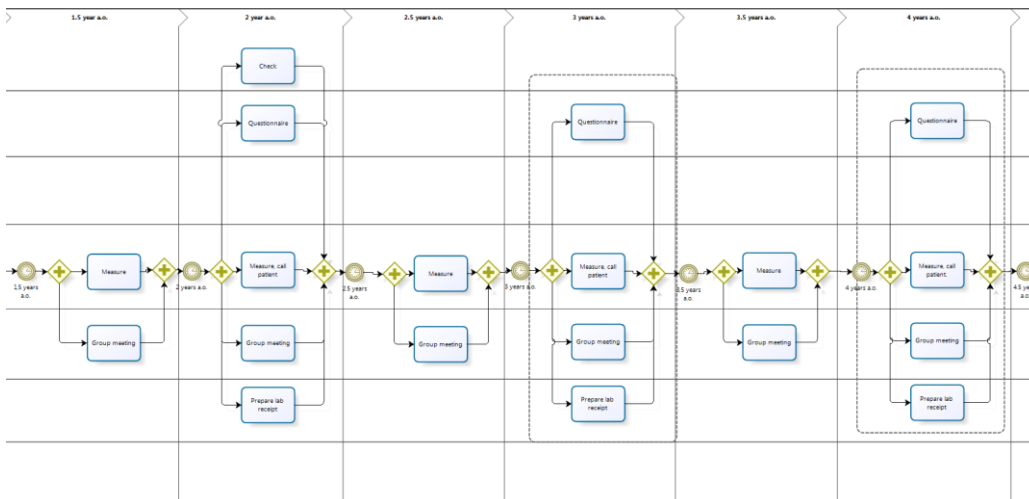 1.5 year a.o.
2 year a.o.
2.5 years a.o.
3 years a.o.
3.5 years a.o.
4 years a.o.
Check
Questionnaire
Questionnaire
Questionnaire
Measure
Measure, call
patient
Measure
Measure, call
patient
Measure
Measure, call
patient
1,5 years
a.o.
2 years a.o.
2.5 years
a.o.
3 years a.o.
3.5 years
a.o.
4 years a.o.
4.5 years
a.o.
Group meeting
Group meeting
Group meeting
Group meeting
Group meeting
Group meeting
Prepare lab
receipt
Prepare lab
receipt
Prepare lab
receipt